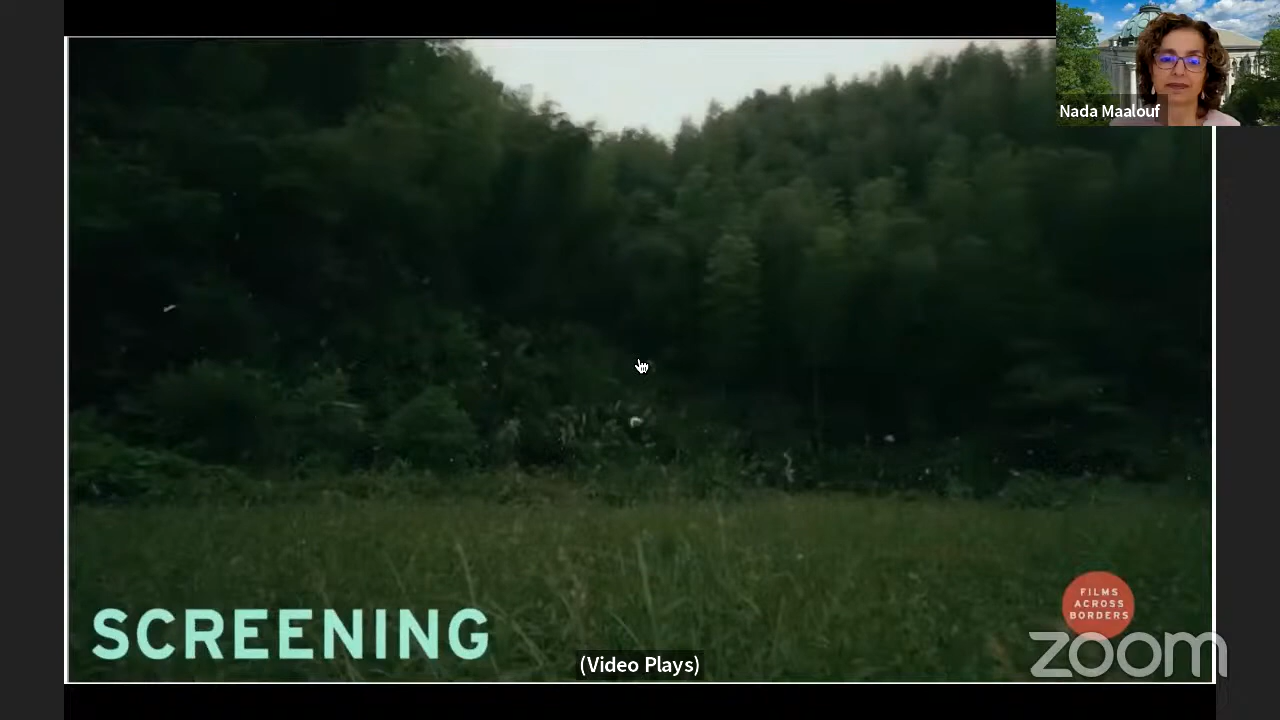 Nada Maalouf
SCREENING
FILMS
ACROSS
BORDERS
(Video Plays)
zoom